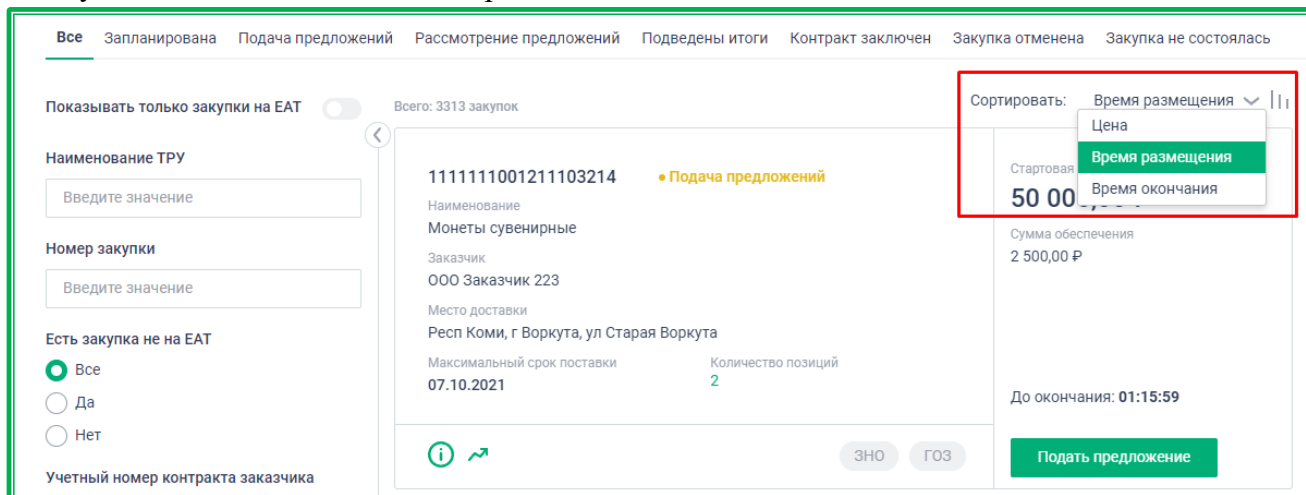 Все Запланирована Подача предложений Рассмотрение предложений Подведены итоги Контракт заключен Закупка отменена Закупка не состоялась
Показывать только закупки на ЕАТ
Всего: 3313 закупок
Сортировать: Время размещения
Цена
Время размещения
Время окончания
Наименование ТРУ
Введите значение
Номер закупки
Введите значение
Есть закупка не на ЕАТ
Все
Да
Нет
Учетный номер контракта заказчика
1111111001211103214 • Подача предложений
Наименование
Монеты сувенирные
Заказчик
ООО Заказчик 223
Место доставки
Респ Коми, г Воркута, ул Старая Воркута
Максимальный срок поставки Количество позиций
07.10.2021 2
ЗНО ГОЗ
Стартовая
50 00
Сумма обеспечения
2 500,00 ₽
До окончания: 01:15:59
Подать предложение